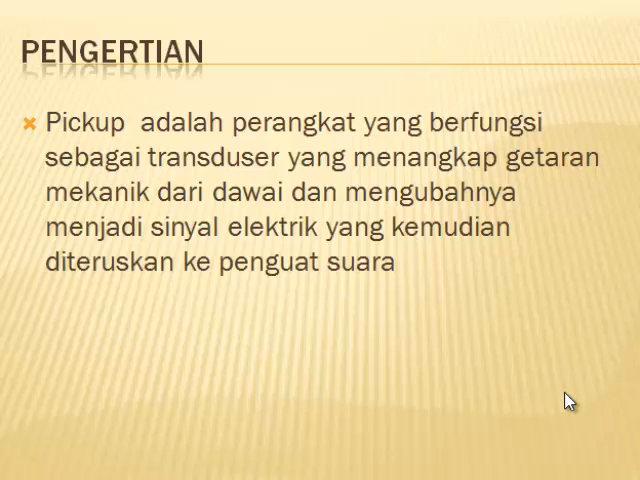 PENGERTIAN
Pickup adalah perangkat yang berfungsi
sebagai transduser yang menangkap getaran
mekanik dari dawai dan mengubahnya
menjadi sinyal elektrik yang kemudian
diteruskan ke penguat suara